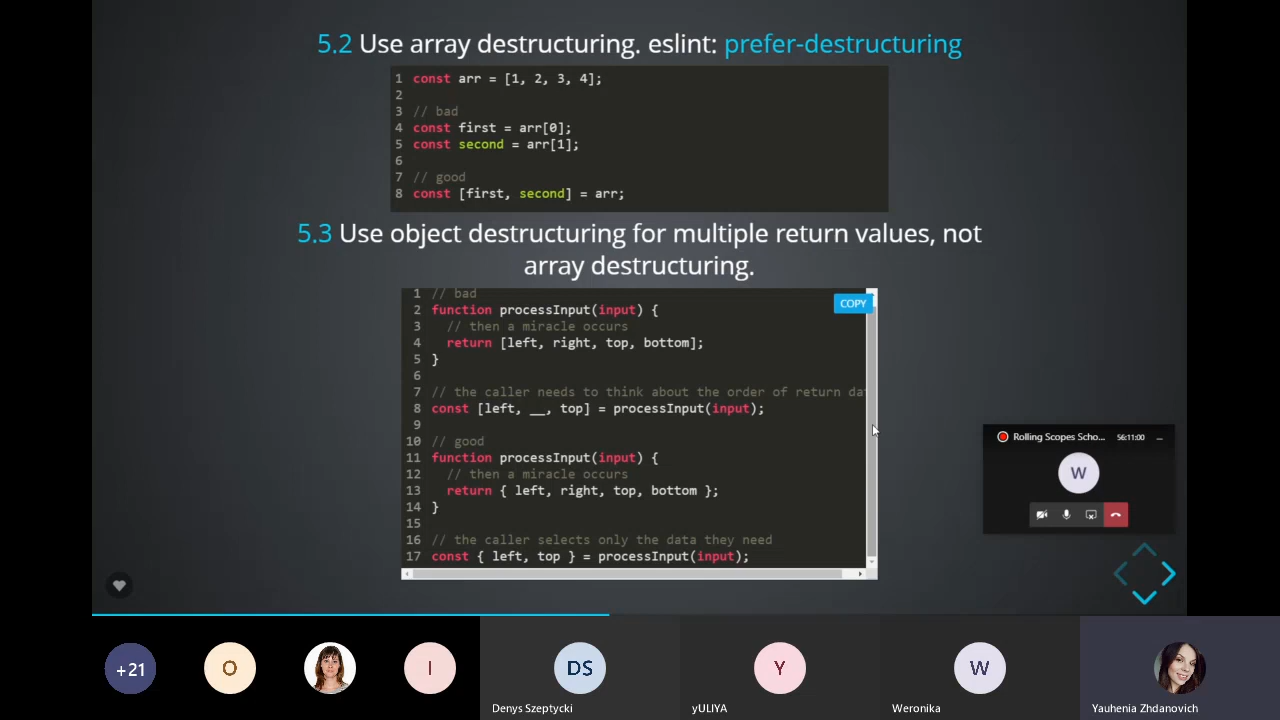 5.2 Use array destructuring. eslint: prefer-destructuring
1 const arr = [1, 2, 3, 4];
2
3 // bad
4 const first = arr[0];
5 const second = arr[1];
6
7 // good
8 const [first, second] = arr;
5.3 Use object destructuring for multiple return values, not
array destructuring.
COPY
1 // bad
2 function processInput(input) {
3 // then a miracle occurs
4 return [left, right, top, bottom];
5 }
6
7 // the caller needs to think about the order of return da
8 const [left, __, top] = processInput(input);
9
10 // good
11 function processInput(input) {
12 // then a miracle occurs
13 return { left, right, top, bottom };
14 }
15
16 // the caller selects only the data they need
17 const { left, top } = processInput(input);
Rolling Scopes Scho... 56:11:00
W
+21
O
I
DS
Y
W
Denys Szeptycki
yULIYA
Weronika
Yauhenia Zhdanovich